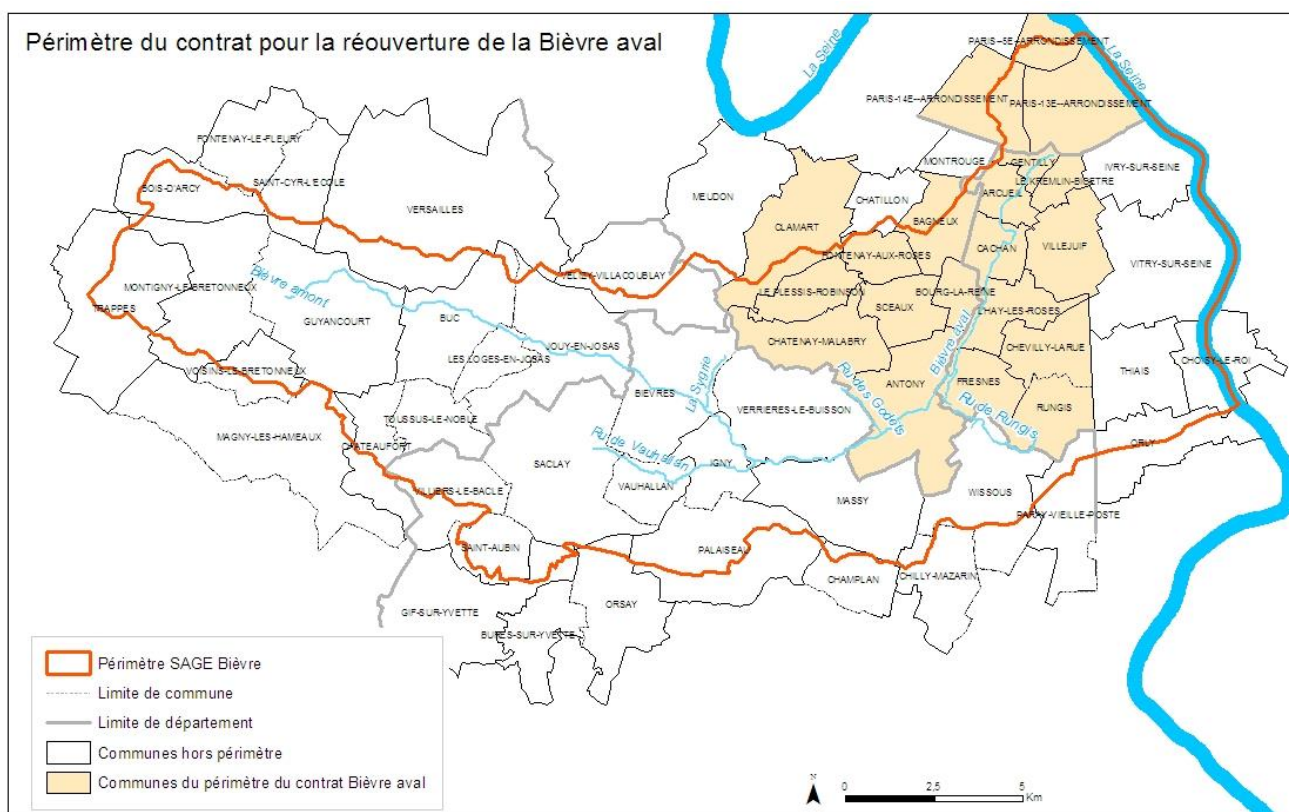 Périmètre du contrat pour la réouverture de la Bièvre aval
La Seine
PARIS--5E--ARRONDISSEMENT
La Seine
PARIS-14E--ARRONDISSEMENT
PARIS-13E--ARRONDISSEMENT
FONTENAY-LE-FLEURY
MONTROUGE
GENTILLY
IVRY-SUR-SEINE
BOIS-D'ARCY
SAINT-CYR-L'ECOLE
LE KREMLIN-BICETRE
MEUDON
CHATILLON
ARCUEIL
VERSAILLES
CLAMART
BAGNEUX
CACHAN
VILLEJUIF
FONTENAY-AUX-ROSES
VITRY-SUR-SEINE
VELIZY-VILLACOUBLAY
Bièvre amont
MONTIGNY-LE-BRETONNEUX
LE PLESSIS-ROBINSON
BOURG-LA-REINE
TRAPPES
SCEAUX
L'HAY-LES-ROSES
GUYANCOURT
BUC
CHATENAY-MALABRY
Bièvre aval
CHEVILLY-LARUE
JOUY-EN-JOSAS
LES LOGES-EN-JOSAS
CHOISY-LE-ROI
VOISINS-LE-BRETONNEUX
La Sygrie
Ru des Godets
THIAIS
ANTONY
FRESNES
BIEVRES
RUNGIS
VERRIERES-LE-BUISSON
Ru de Rungis
TOUSSUS-LE-NOBLE
MAGNY-LES-HAMEAUX
CHATEAUFORT
ORLY
Ru de Vauhallan
SACLAY
IGNY
VAUHALLAN
VILLIERS-LE-BACLE
WISSOUS
MASSY
PARAY-VIEILLE-POSTE
SAINT-AUBIN
PALAISEAU
CHAMPLAN
CHILLY-MAZARIN
GIF-SUR-YVETTE
ORSAY
BURES-SUR-YVETTE
Périmètre SAGE Bièvre
Limite de commune
Limite de département
Communes hors périmètre
Communes du périmètre du contrat Bièvre aval
N
0 2,5 5
Km